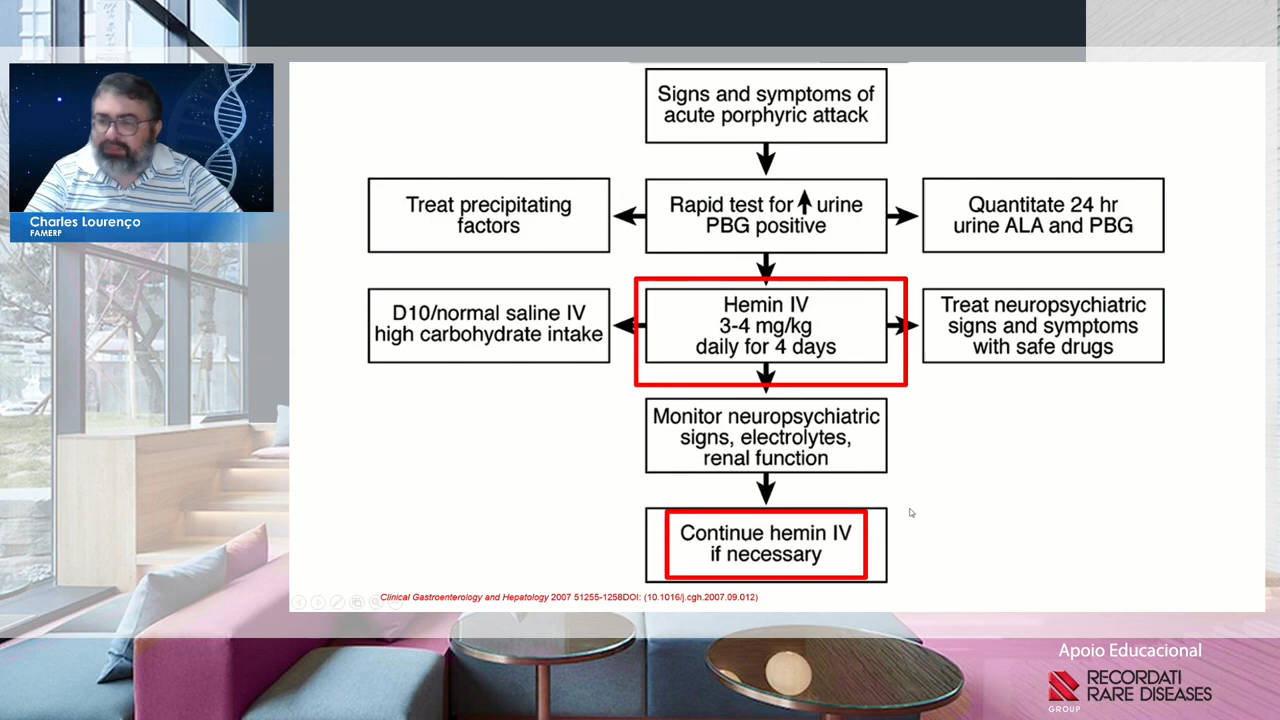 Charles Lourenço
FAMERP
Signs and symptoms of
acute porphyric attack
Treat precipitating
factors
Rapid test for ↑ urine
PBG positive
Quantitate 24 hr
urine ALA and PBG
D10/normal saline IV
high carbohydrate intake
Hemin IV
3-4 mg/kg
daily for 4 days
Treat neuropsychiatric
signs and symptoms
with safe drugs
Monitor neuropsychiatric
signs, electrolytes,
renal function
Continue hemin IV
if necessary
Clinical Gastroenterology and Hepatology 2007 51255-1258DOI: (10.1016/j.cgh.2007.09.012)
Apoio Educacional
RECORDATI
RARE DISEASES
GROUP